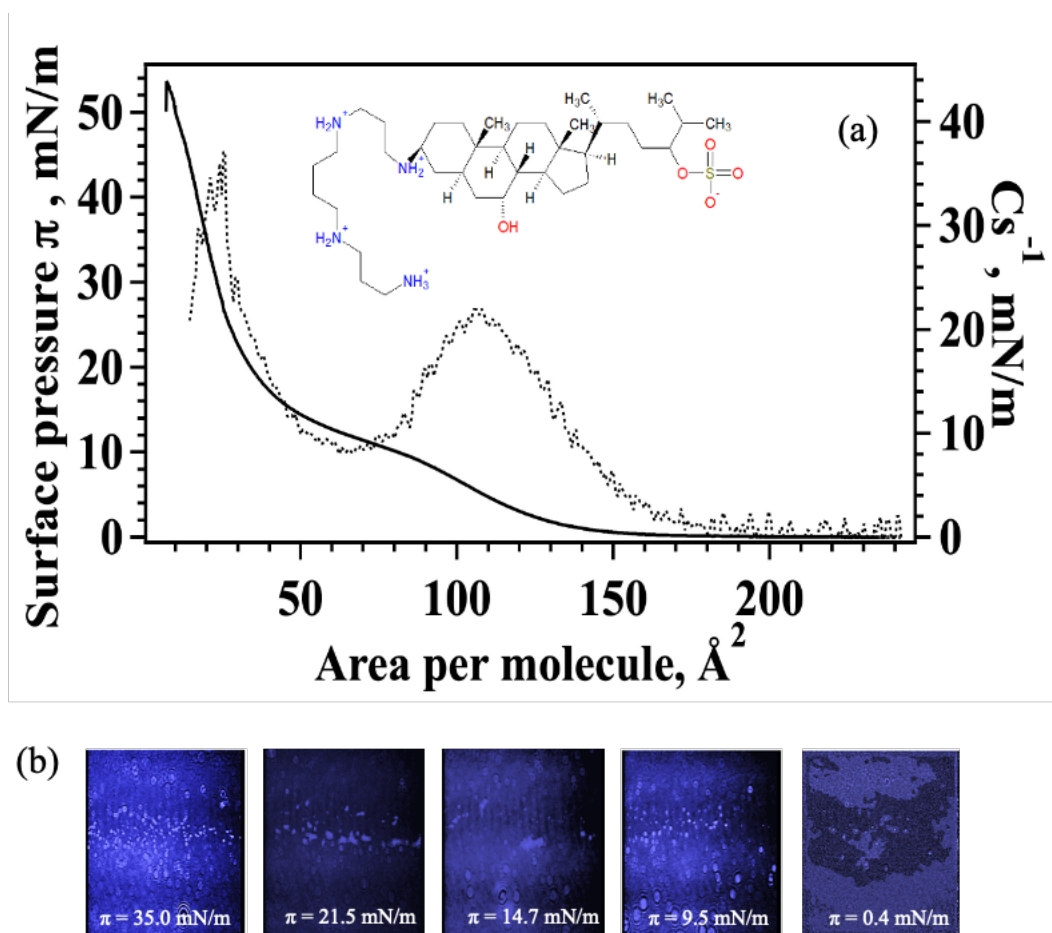 (a)
Surface pressure π , mN/m
50
40
30
20
10
0
40
30
20
10
0
Cs⁻¹, mN/m
H₂N⁺
NH₂⁺
H₂N⁺
NH₃⁺
CH₃
H
H
H
H
OH
H₃C
CH₃
H
H₃C
CH₃
O
O
S
O
O⁻
50 100 150 200
Area per molecule, Å²
(b)
π = 35.0 mN/m
π = 21.5 mN/m
π = 14.7 mN/m
π = 9.5 mN/m
π = 0.4 mN/m